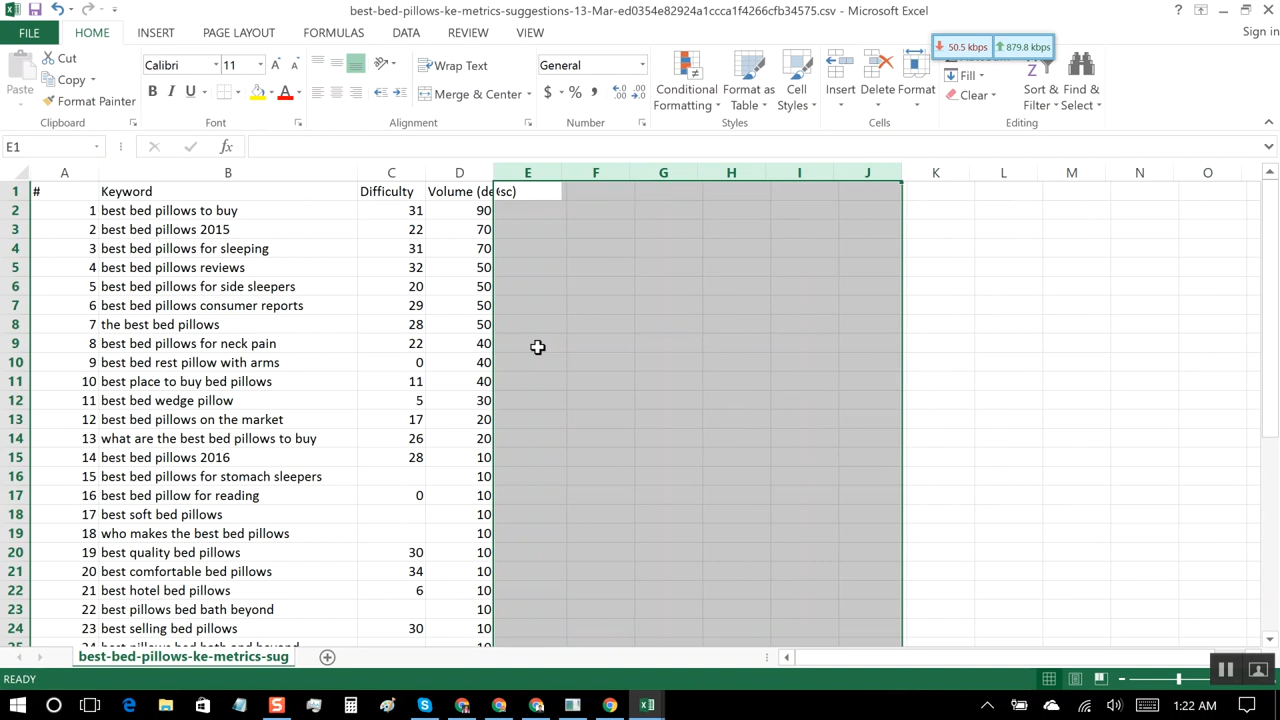 best-bed-pillows-ke-metrics-suggestions-13-Mar-ed0354e82924a1ccca1f4266cfb34575.csv - Microsoft Excel
FILE HOME INSERT PAGE LAYOUT FORMULAS DATA REVIEW VIEW Sign in
50.5 kbps 879.8 kbps
Cut
Copy
Format Painter
Paste
Clipboard
Calibri 11
B I U
Font
Wrap Text
Merge & Center
Alignment
General
$ % ,
Number
Conditional Formatting
Format as Table
Cell Styles
Styles
Insert Delete Format
Cells
Fill
Clear
Sort & Filter
Find & Select
Editing
E1 fx
A B C D E F G H I J K L M N O
1 # Keyword Difficulty Volume (desc)
2 1 best bed pillows to buy 31 90
3 2 best bed pillows 2015 22 70
4 3 best bed pillows for sleeping 31 70
5 4 best bed pillows reviews 32 50
6 5 best bed pillows for side sleepers 20 50
7 6 best bed pillows consumer reports 29 50
8 7 the best bed pillows 28 50
9 8 best bed pillows for neck pain 22 40
10 9 best bed rest pillow with arms 0 40
11 10 best place to buy bed pillows 11 40
12 11 best bed wedge pillow 5 30
13 12 best bed pillows on the market 17 20
14 13 what are the best bed pillows to buy 26 20
15 14 best bed pillows 2016 28 10
16 15 best bed pillows for stomach sleepers 10
17 16 best bed pillow for reading 0 10
18 17 best soft bed pillows 10
19 18 who makes the best bed pillows 10
20 19 best quality bed pillows 30 10
21 20 best comfortable bed pillows 34 10
22 21 best hotel bed pillows 6 10
23 22 best pillows bed bath beyond 10
24 23 best selling bed pillows 30 10
best-bed-pillows-ke-metrics-sug
READY
1:22 AM